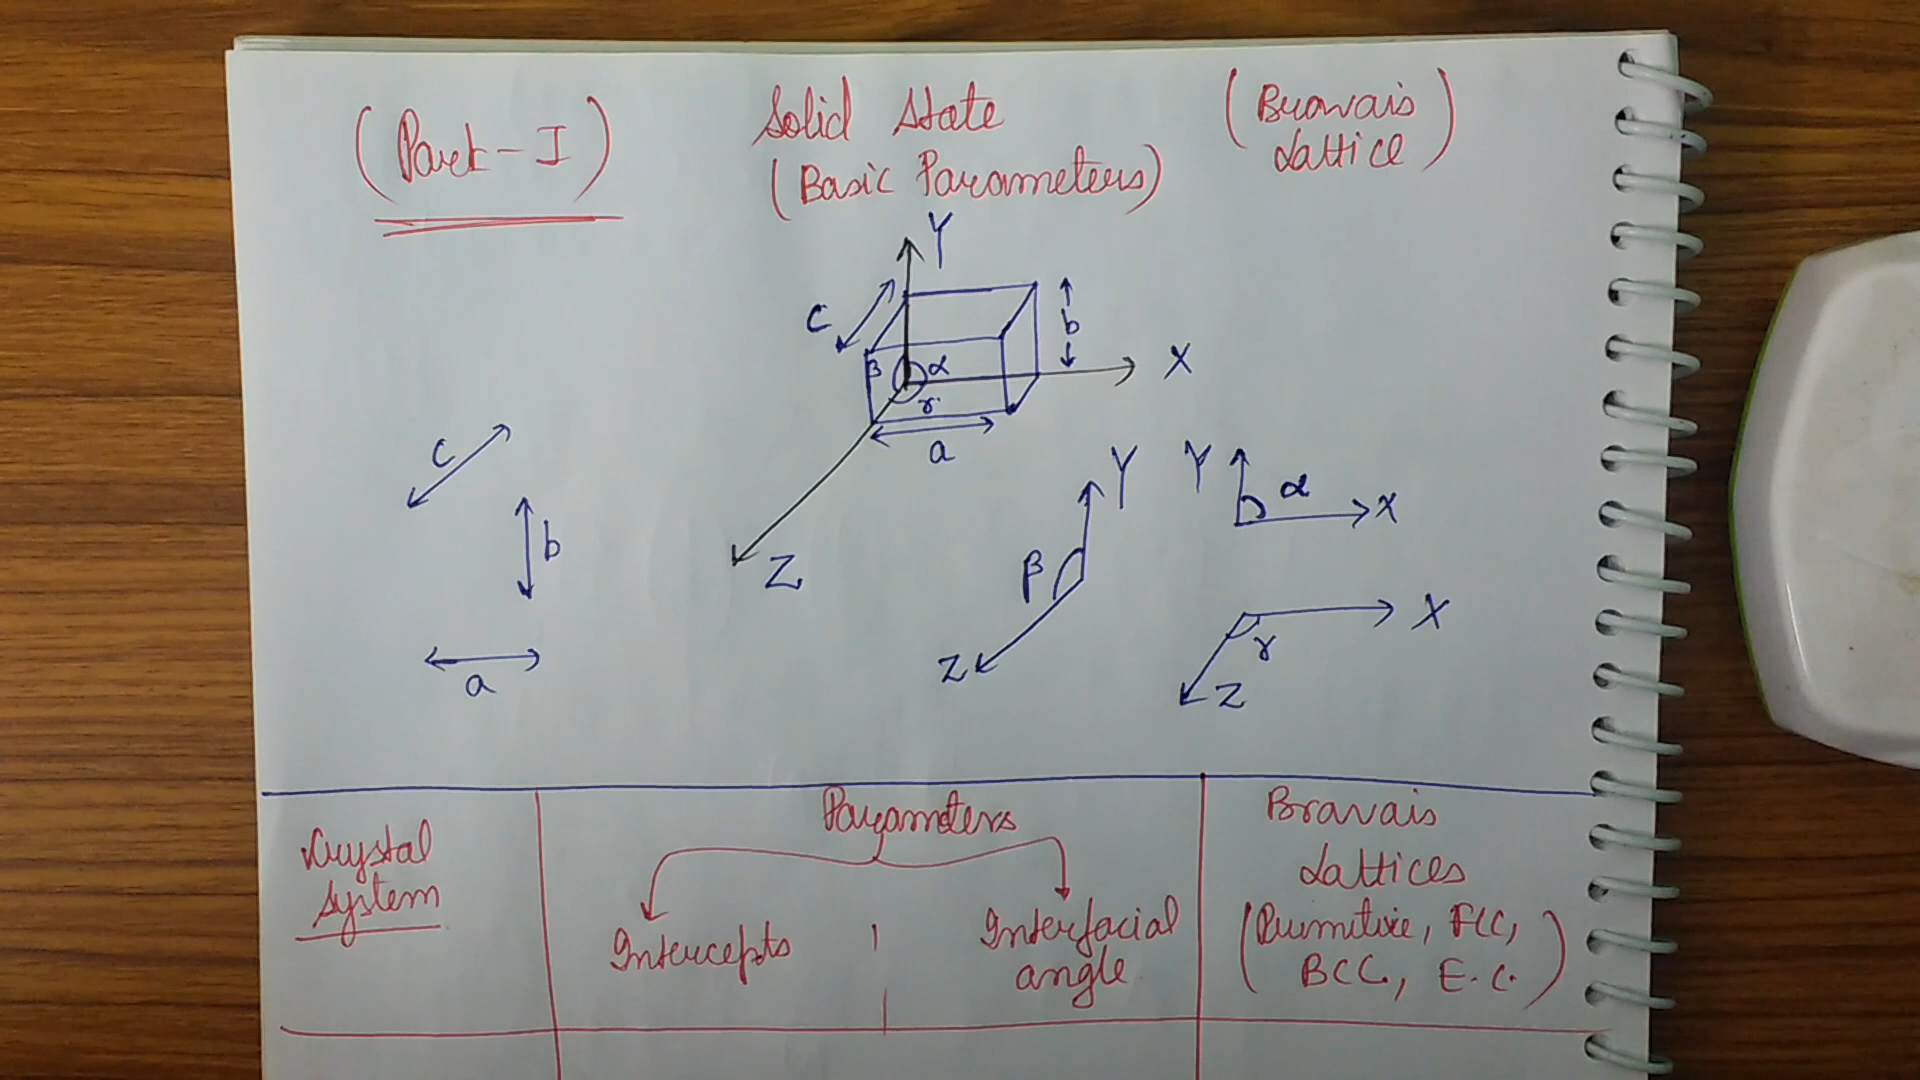 (Part-I)
Solid State
(Basic Parameters)
(Bravais
Lattice)
Y
c
b
β
α
γ
X
a
Z
c
b
a
Y
β
Z
Y
α
X
X
γ
Z
Crystal
System
Parameters
Intercepts
Interfacial
angle
Bravais
Lattices
(Primitive, FCC,
BCC., E.C.)